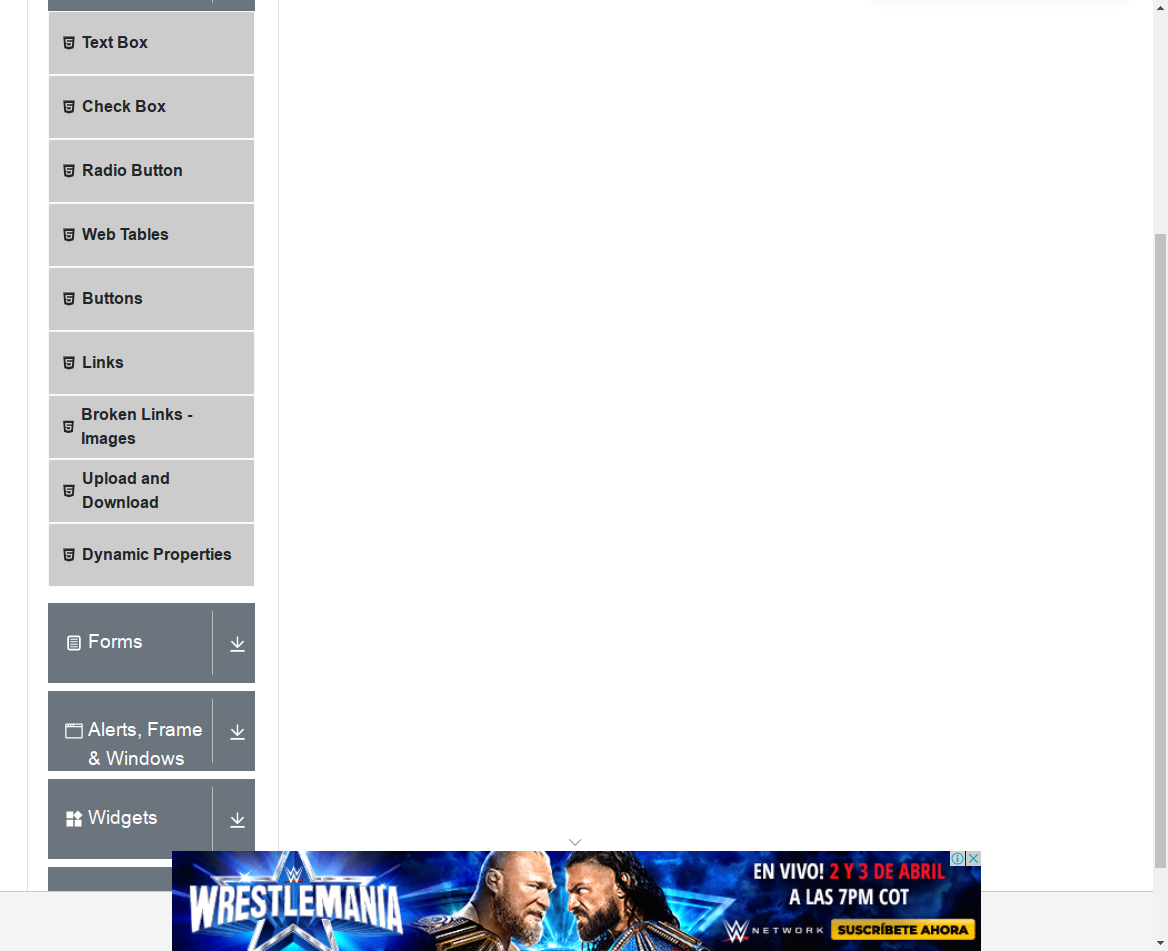 Text Box
Check Box
Radio Button
Web Tables
Buttons
Links
Broken Links -
Images
Upload and
Download
Dynamic Properties
Forms
Alerts, Frame
& Windows
Widgets
W
WRESTLEMANIA
EN VIVO! 2 Y 3 DE ABRIL
A LAS 7PM COT
W NETWORK
SUSCRÍBETE AHORA